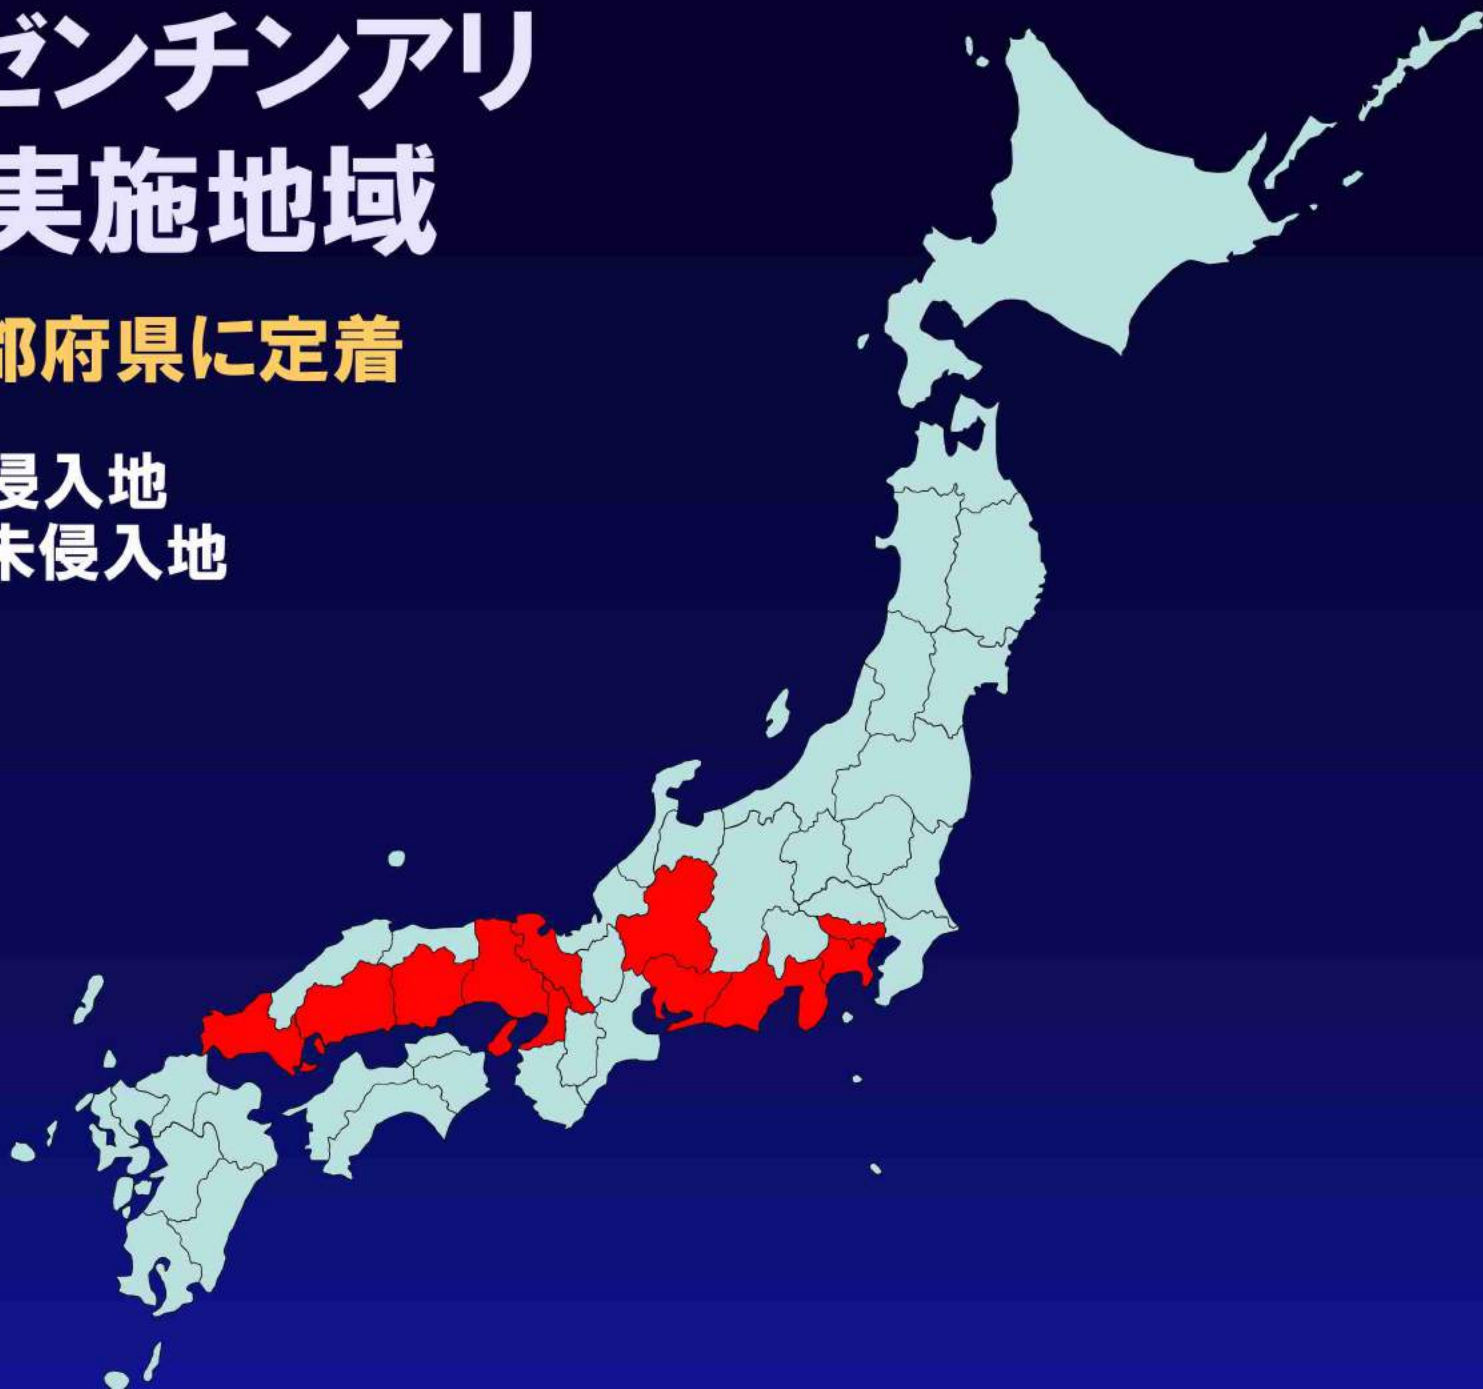 ゼンチンアリ
実施地域
都府県に定着
侵入地
未侵入地